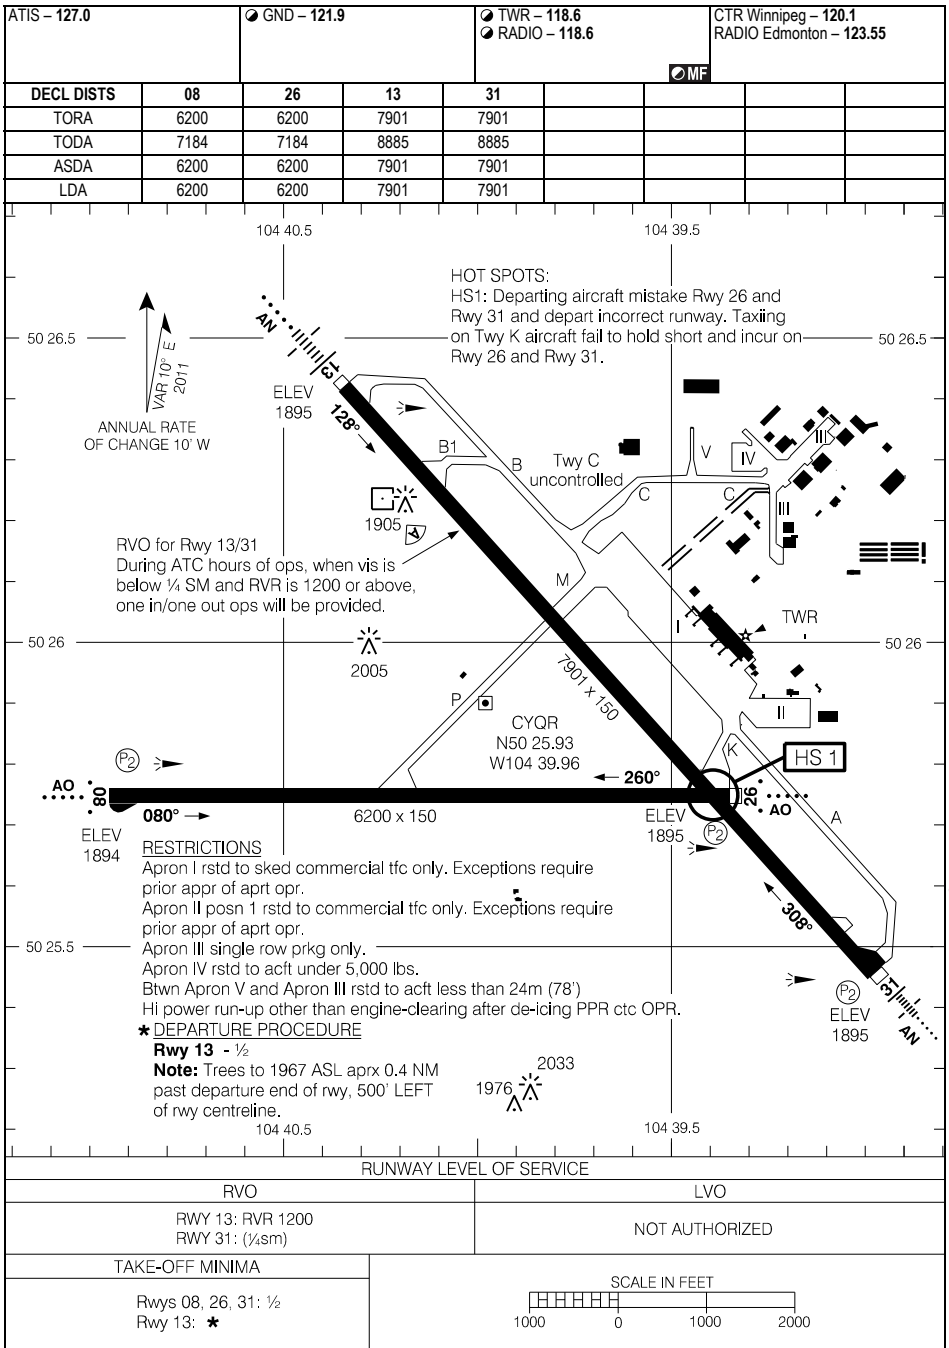 ATIS – 127.0
GND – 121.9
TWR – 118.6
RADIO – 118.6
MF
CTR Winnipeg – 120.1
RADIO Edmonton – 123.55
DECL DISTS 08 26 13 31
TORA 6200 6200 7901 7901
TODA 7184 7184 8885 8885
ASDA 6200 6200 7901 7901
LDA 6200 6200 7901 7901
104 40.5
104 39.5
HOT SPOTS:
HS1: Departing aircraft mistake Rwy 26 and
Rwy 31 and depart incorrect runway. Taxiing
on Twy K aircraft fail to hold short and incur on
Rwy 26 and Rwy 31.
50 26.5
50 26.5
VAR 10° E
2011
ANNUAL RATE
OF CHANGE 10' W
AN
13
ELEV
1895
128°
B1
B
Twy C
uncontrolled
C
V
IV
III
C
III
1905
A
RVO for Rwy 13/31
During ATC hours of ops, when vis is
below ¼ SM and RVR is 1200 or above,
one in/one out ops will be provided.
M
50 26
50 26
2005
I
TWR
7901 x 150
P
II
CYQR
N50 25.93
W104 39.96
K
HS 1
P2
AO
08
260°
26
AO
080°
6200 x 150
ELEV
1894
ELEV
1895
P2
A
RESTRICTIONS
Apron I rstd to sked commercial tfc only. Exceptions require
prior appr of aprt opr.
Apron II posn 1 rstd to commercial tfc only. Exceptions require
prior appr of aprt opr.
Apron III single row prkg only.
Apron IV rstd to acft under 5,000 lbs.
Btwn Apron V and Apron III rstd to acft less than 24m (78')
Hi power run-up other than engine-clearing after de-icing PPR ctc OPR.
308°
50 25.5
31
P2
ELEV
1895
AN
* DEPARTURE PROCEDURE
Rwy 13 - ½
Note: Trees to 1967 ASL aprx 0.4 NM
past departure end of rwy, 500' LEFT
of rwy centreline.
2033
1976
104 40.5
104 39.5
RUNWAY LEVEL OF SERVICE
RVO
LVO
RWY 13: RVR 1200
RWY 31: (¼sm)
NOT AUTHORIZED
TAKE-OFF MINIMA
Rwys 08, 26, 31: ½
Rwy 13: *
SCALE IN FEET
1000 0 1000 2000